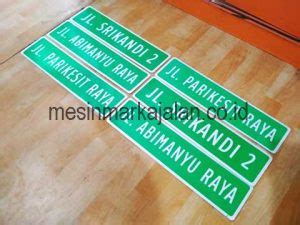 JL. SRIKANDI 2
JL. ABIMANYU RAYA
JL. PARIKESIT RAYA
JL. PARIKESIT RAYA
JL. SRIKANDI 2
JL. ABIMANYU RAYA
mesinmarkajalan.co.id